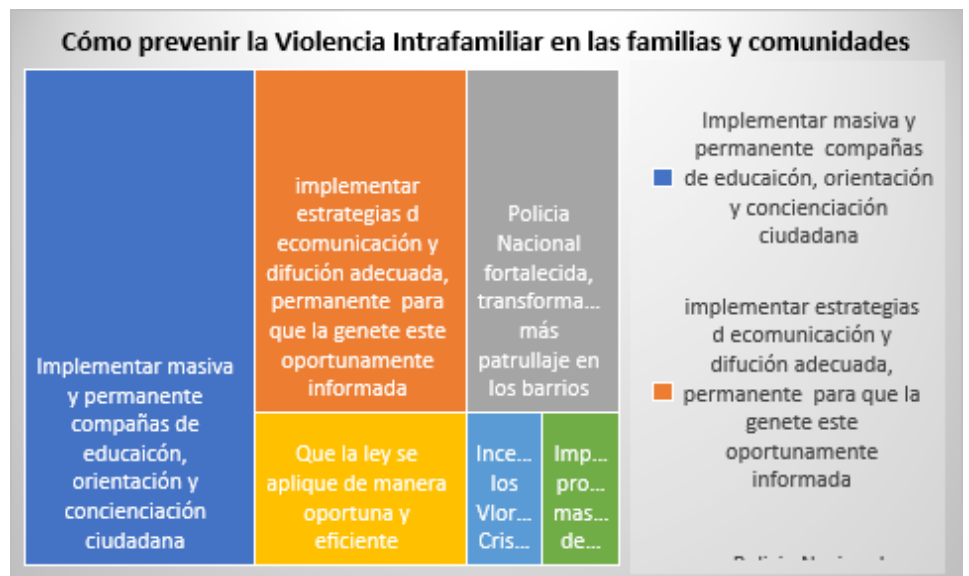 Cómo prevenir la Violencia Intrafamiliar en las familias y comunidades
Implementar masiva
y permanente
compañas de
educaicón,
orientación y
concienciación
ciudadana
implementar
estrategias d
ecomunicación y
difución adecuada,
permanente para
que la genete este
oportunamente
informada
Policia
Nacional
fortalecida,
transforma...
más
patrullaje en
los barrios
Que la ley se
aplique de manera
oportuna y
eficiente
Ince...
los
Vlor...
Cris...
Imp...
pro...
mas...
de...
Implementar masiva y
permanente compañas
de educaicón, orientación
y concienciación
ciudadana
implementar estrategias
d ecomunicación y
difución adecuada,
permanente para que la
genete este
oportunamente
informada